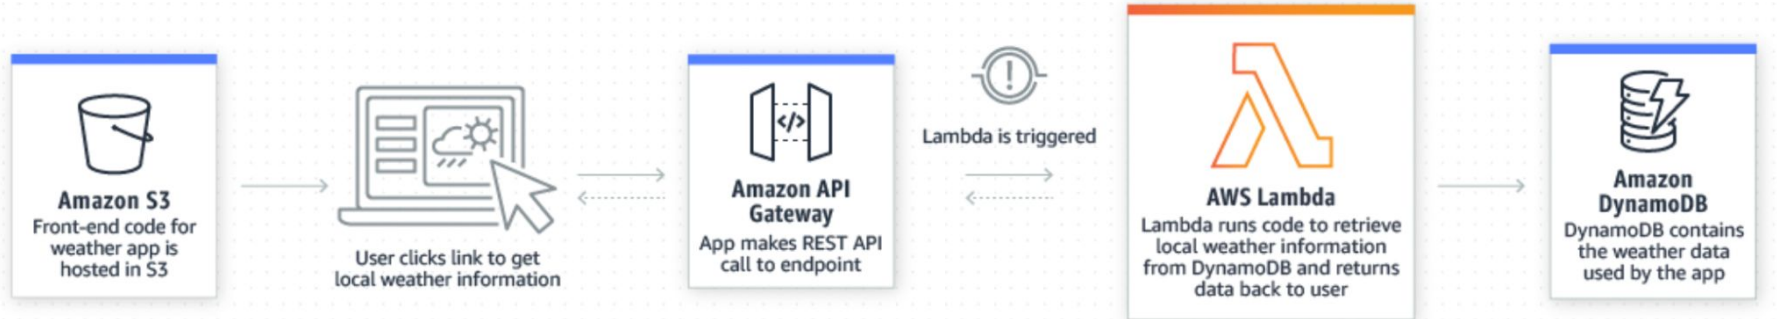 Amazon S3
Front-end code for
weather app is
hosted in S3
User clicks link to get
local weather information
</>
Amazon API
Gateway
App makes REST API
call to endpoint
Lambda is triggered
AWS Lambda
Lambda runs code to retrieve
local weather information
from DynamoDB and returns
data back to user
Amazon
DynamoDB
DynamoDB contains
the weather data
used by the app